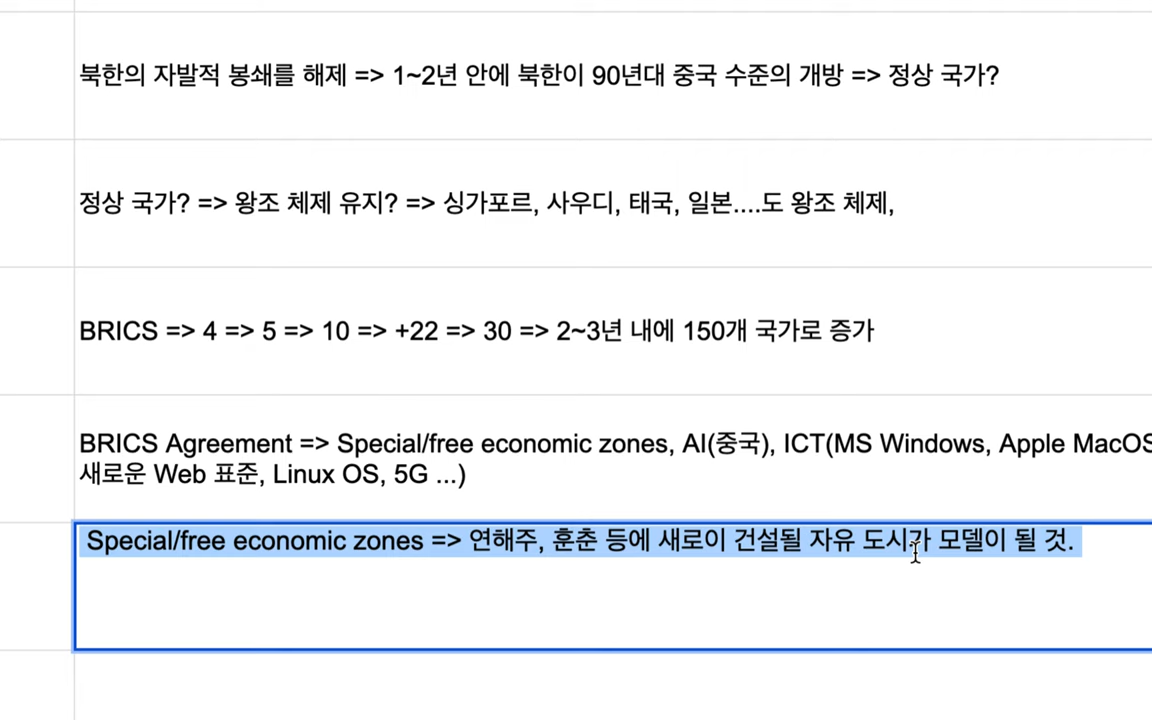 북한의 자발적 봉쇄를 해제 => 1~2년 안에 북한이 90년대 중국 수준의 개방 => 정상 국가?
정상 국가? => 왕조 체제 유지? => 싱가포르, 사우디, 태국, 일본....도 왕조 체제,
BRICS => 4 => 5 => 10 => +22 => 30 => 2~3년 내에 150개 국가로 증가
BRICS Agreement => Special/free economic zones, AI(중국), ICT(MS Windows, Apple MacOS
새로운 Web 표준, Linux OS, 5G ...)
Special/free economic zones => 연해주, 훈춘 등에 새로이 건설될 자유 도시가 모델이 될 것.